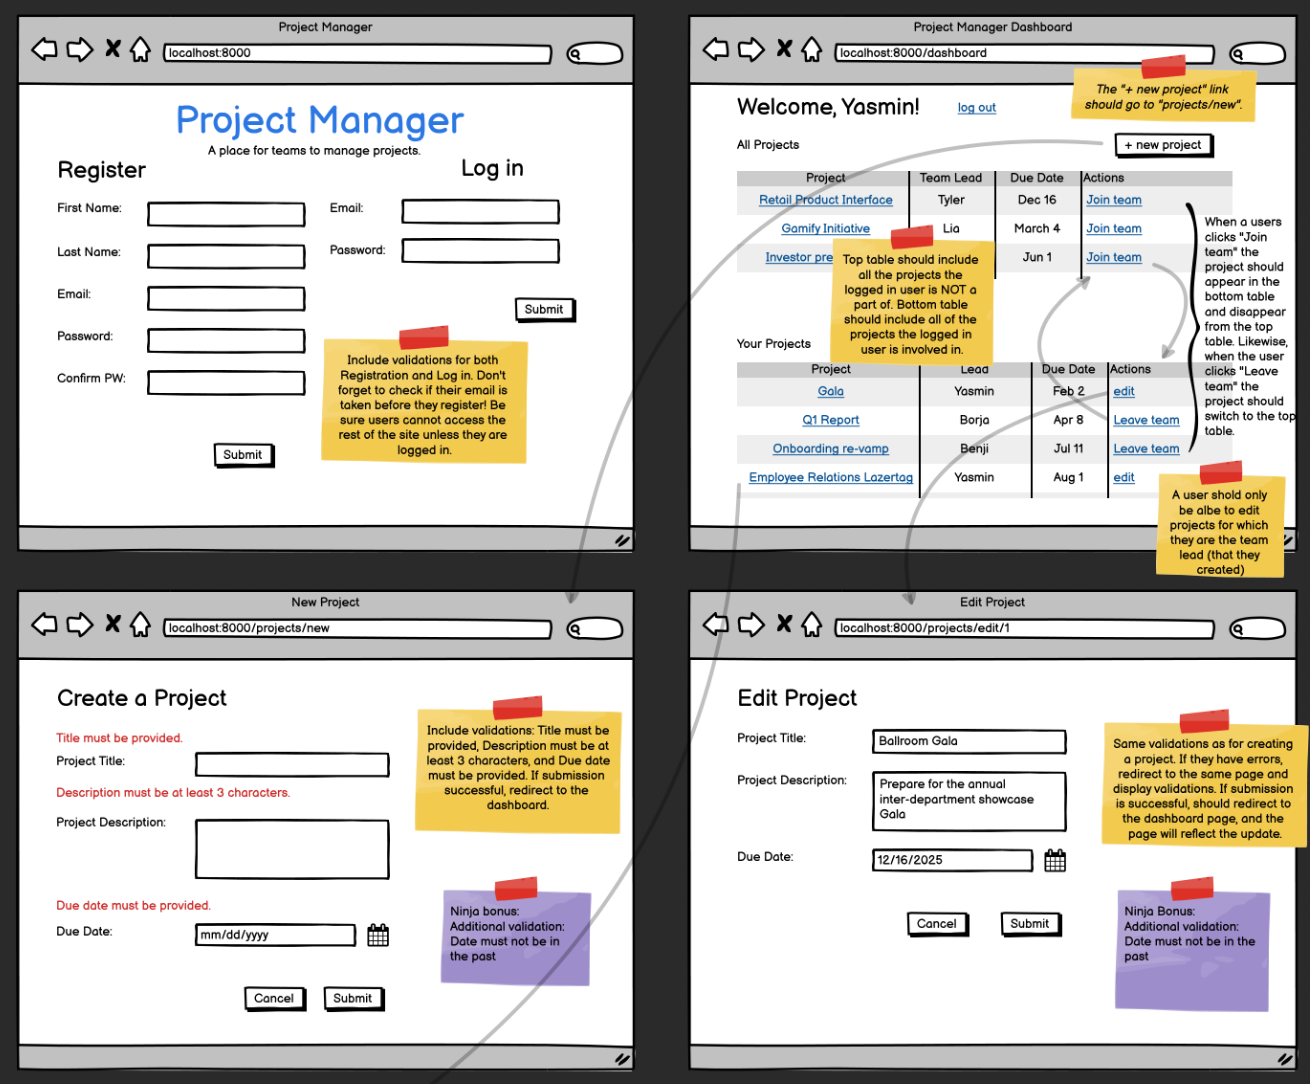 Project Manager
localhost:8000
Project Manager
A place for teams to manage projects.
Register
Log in
First Name:
Last Name:
Email:
Password:
Confirm PW:
Submit
Email:
Password:
Submit
Include validations for both
Registration and Log in. Don't
forget to check if their email is
taken before they register! Be
sure users cannot access the
rest of the site unless they are
logged in.
Project Manager Dashboard
localhost:8000/dashboard
The "+ new project" link
should go to "projects/new".
Welcome, Yasmin!
log out
All Projects
+ new project
Project Team Lead Due Date Actions
Retail Product Interface Tyler Dec 16 Join team
Gamify Initiative Lia March 4 Join team
Investor pre Jun 1 Join team
Top table should include
all the projects the
logged in user is NOT a
part of. Bottom table
should include all of the
projects the logged in
user is involved in.
When a users
clicks "Join
team" the
project should
appear in the
bottom table
and disappear
from the top
table. Likewise,
when the user
clicks "Leave
team" the
project should
switch to the top
table.
Your Projects
Project Lead Due Date Actions
Gala Yasmin Feb 2 edit
Q1 Report Borja Apr 8 Leave team
Onboarding re-vamp Benji Jul 11 Leave team
Employee Relations Lazertag Yasmin Aug 1 edit
A user shold only
be albe to edit
projects for which
they are the team
lead (that they
created)
New Project
localhost:8000/projects/new
Create a Project
Title must be provided.
Project Title:
Description must be at least 3 characters.
Project Description:
Due date must be provided.
Due Date:
mm/dd/yyyy
Cancel
Submit
Include validations: Title must be
provided, Description must be at
least 3 characters, and Due date
must be provided. If submission
successful, redirect to the
dashboard.
Ninja bonus:
Additional validation:
Date must not be in
the past
Edit Project
localhost:8000/projects/edit/1
Edit Project
Project Title:
Ballroom Gala
Project Description:
Prepare for the annual
inter-department showcase
Gala
Due Date:
12/16/2025
Cancel
Submit
Same validations as for creating
a project. If they have errors,
redirect to the same page and
display validations. If submission
is successful, should redirect to
the dashboard page, and the
page will reflect the update.
Ninja Bonus:
Additional validation:
Date must not be in the
past